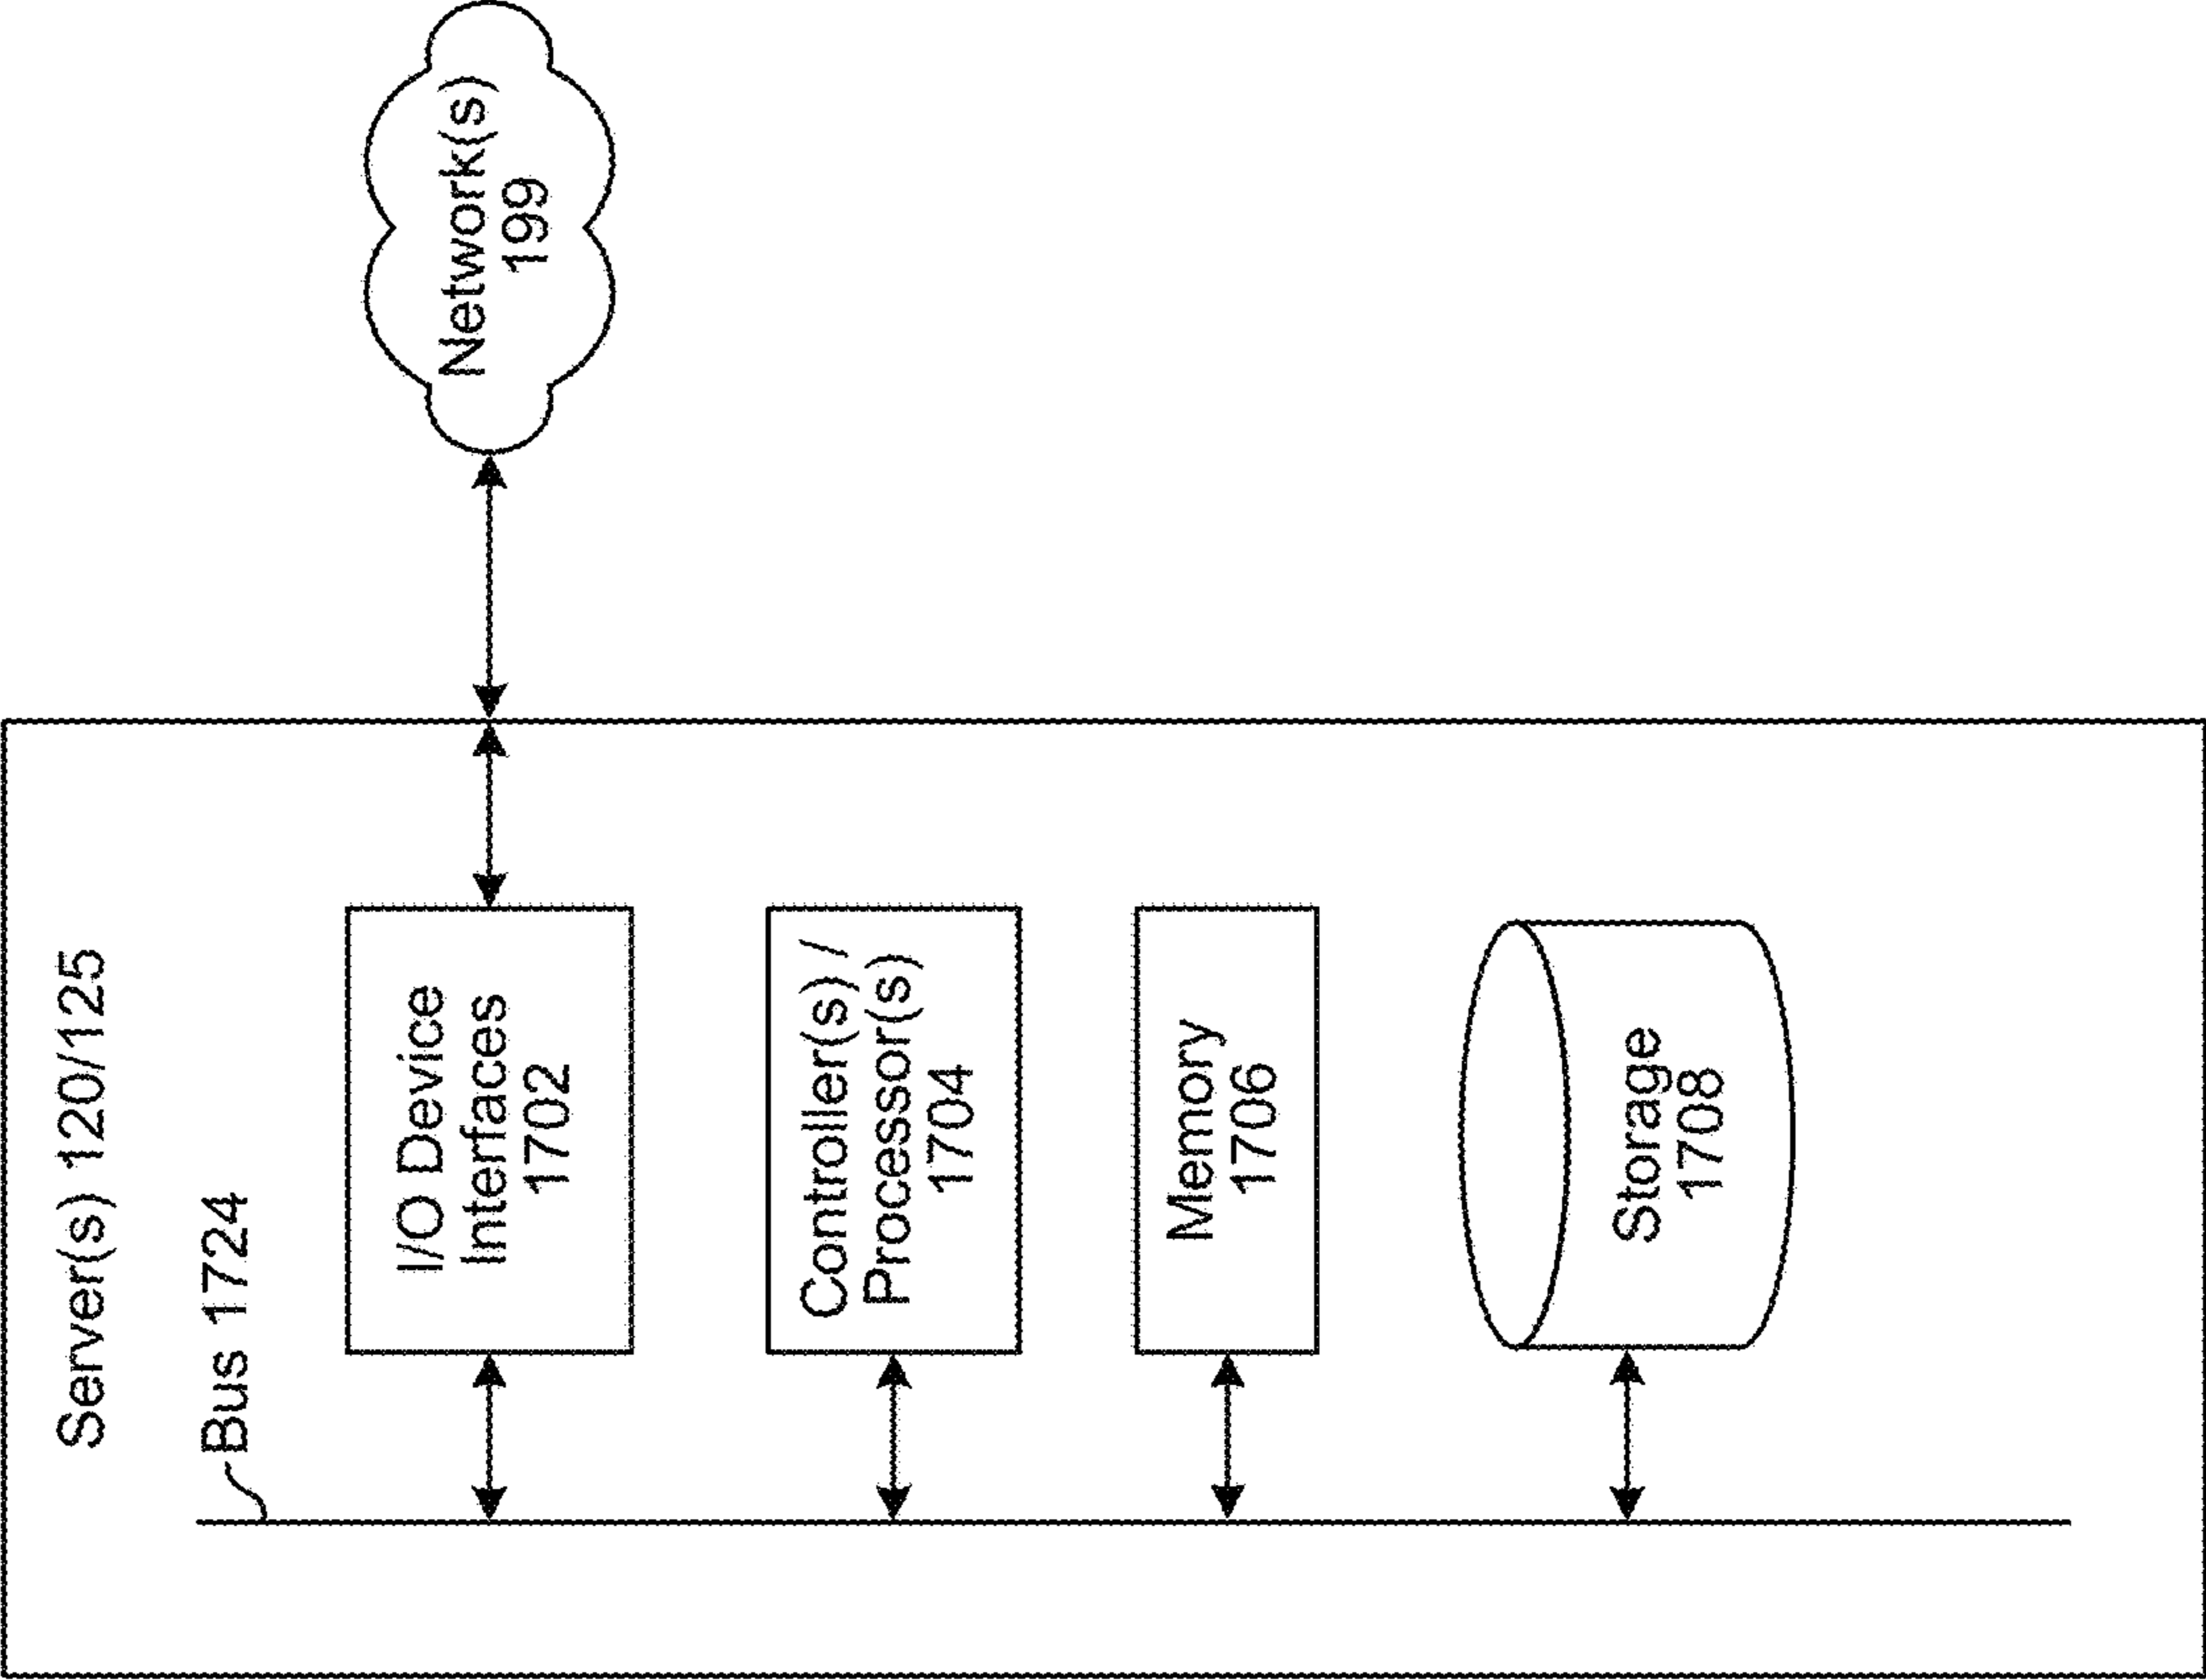 Server(s) 120/125
Bus 1724
I/O Device
Interfaces
1702
Network(s)
199
Controller(s) /
Processor(s)
1704
Memory
1706
Storage
1708